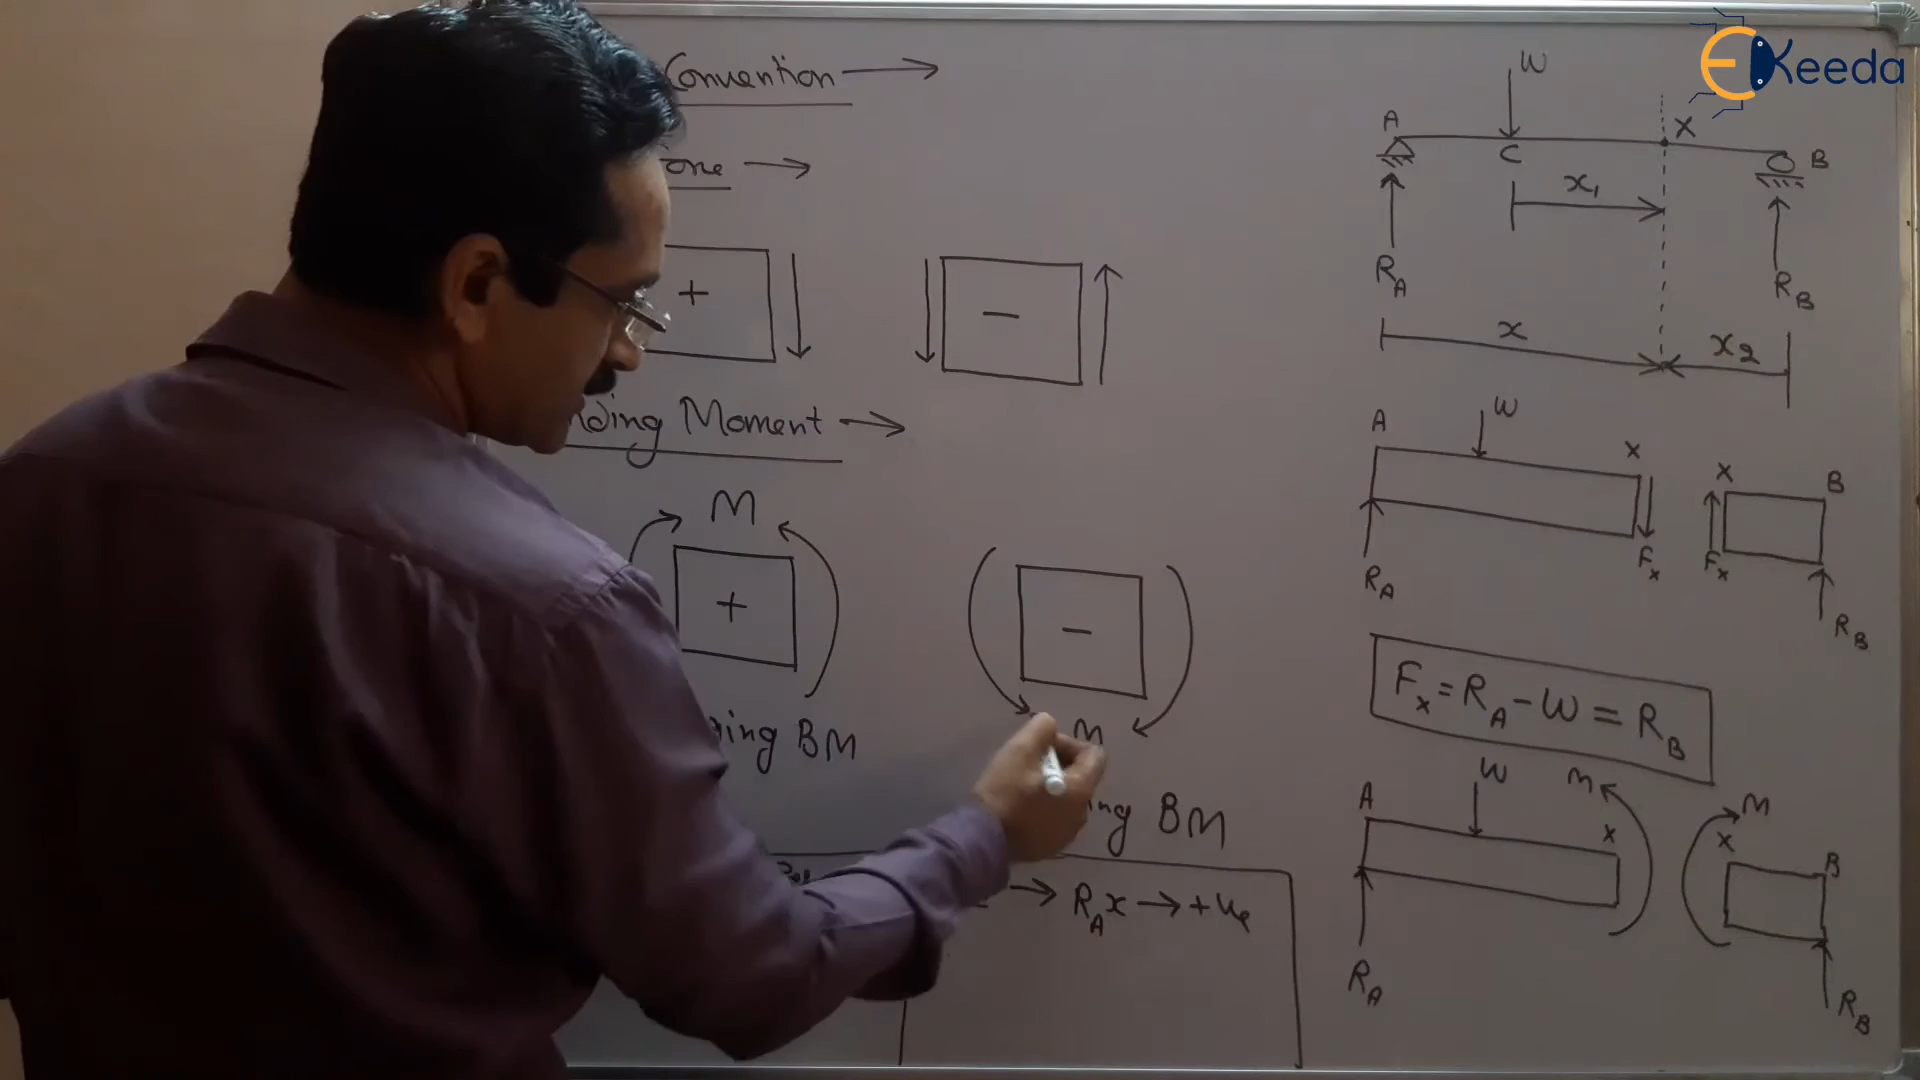 Convention →
→
+
−
Moment →
M
+
−
M
BM
BM
→ R_A x → +ve
EKeeda
W
A
C
X
B
x₁
R_A
R_B
x
x₂
W
A
x
x
B
F_x
F_x
R_A
R_B
F_x = R_A − W = R_B
W
M
M
A
x
x
B
R_A
R_B